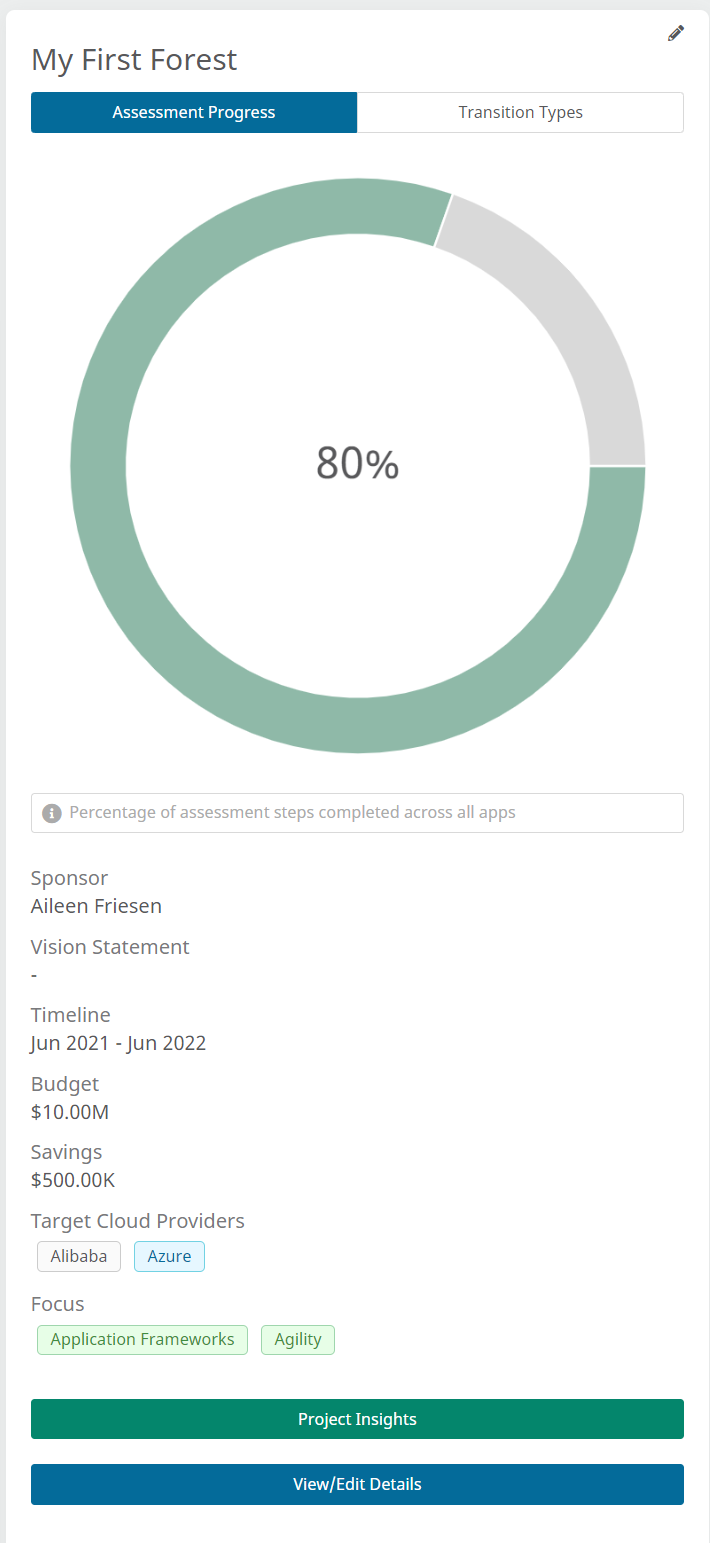 My First Forest
Assessment Progress
Transition Types
80%
Percentage of assessment steps completed across all apps
Sponsor
Aileen Friesen
Vision Statement
-
Timeline
Jun 2021 - Jun 2022
Budget
$10.00M
Savings
$500.00K
Target Cloud Providers
Alibaba Azure
Focus
Application Frameworks Agility
Project Insights
View/Edit Details